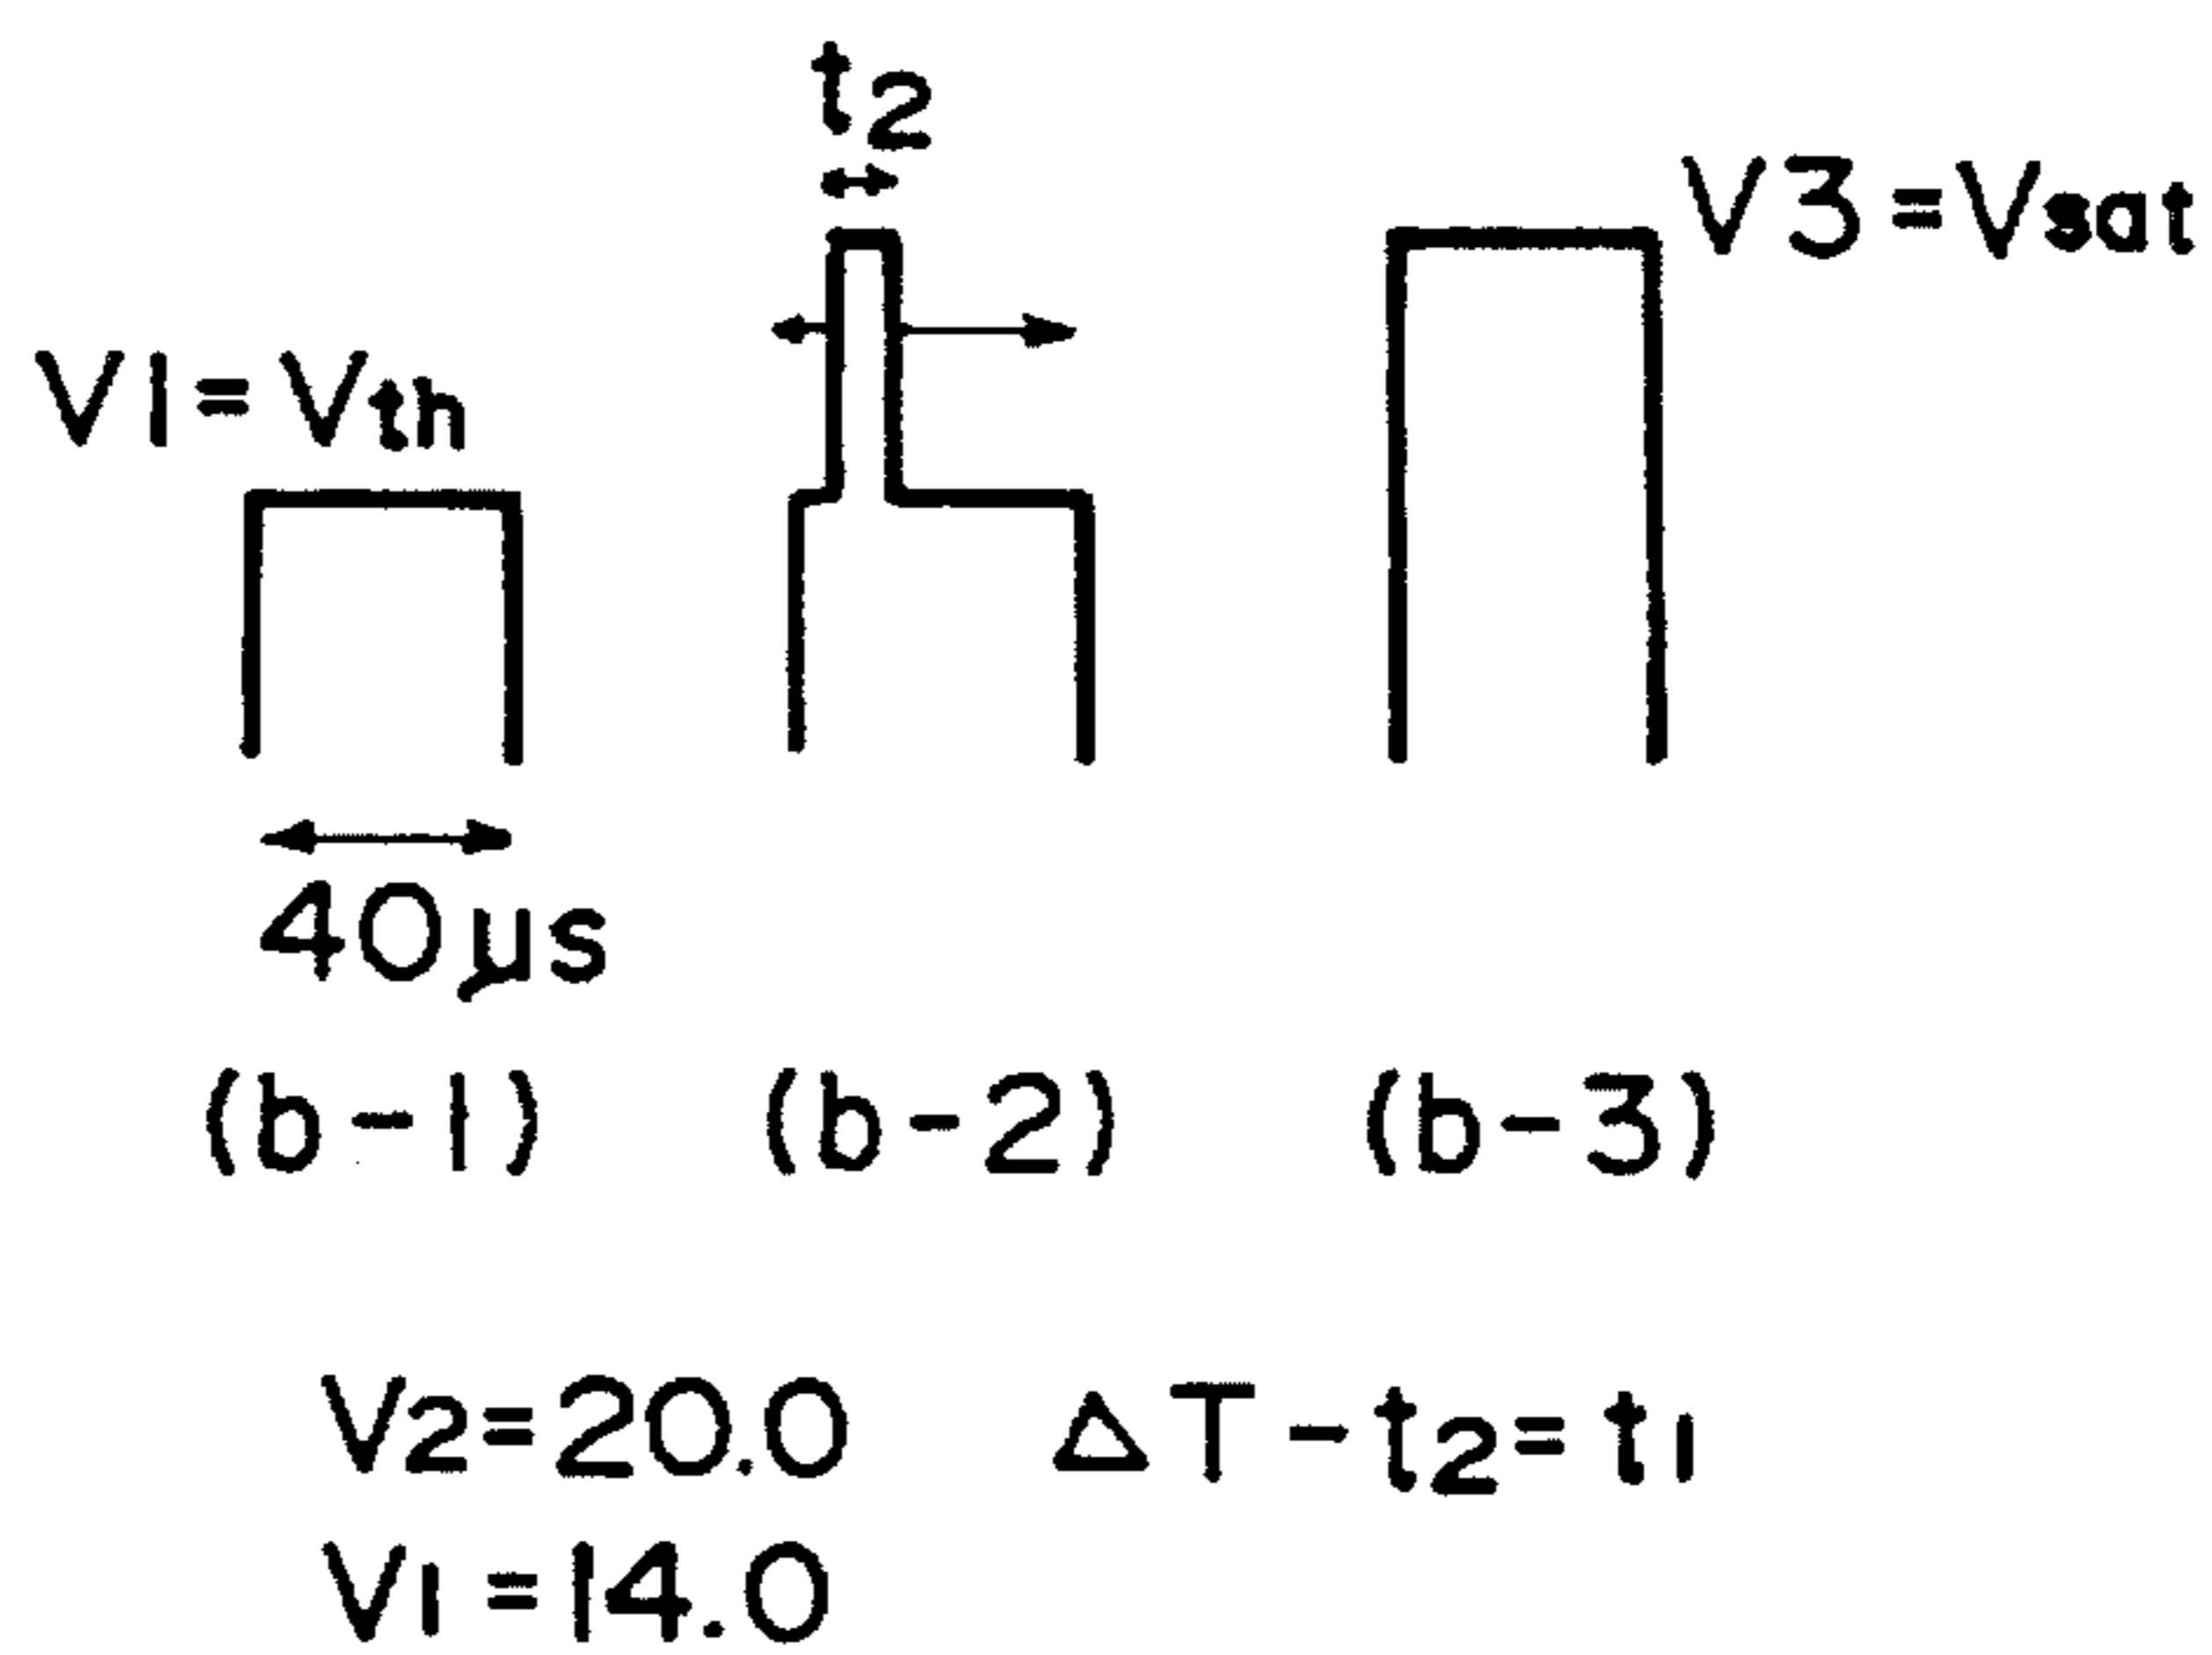 t2
V3=Vsat
V1=Vth
40µs
(b-1) (b-2) (b-3)
V2=20.0 ΔT-t2=t1
V1=14.0